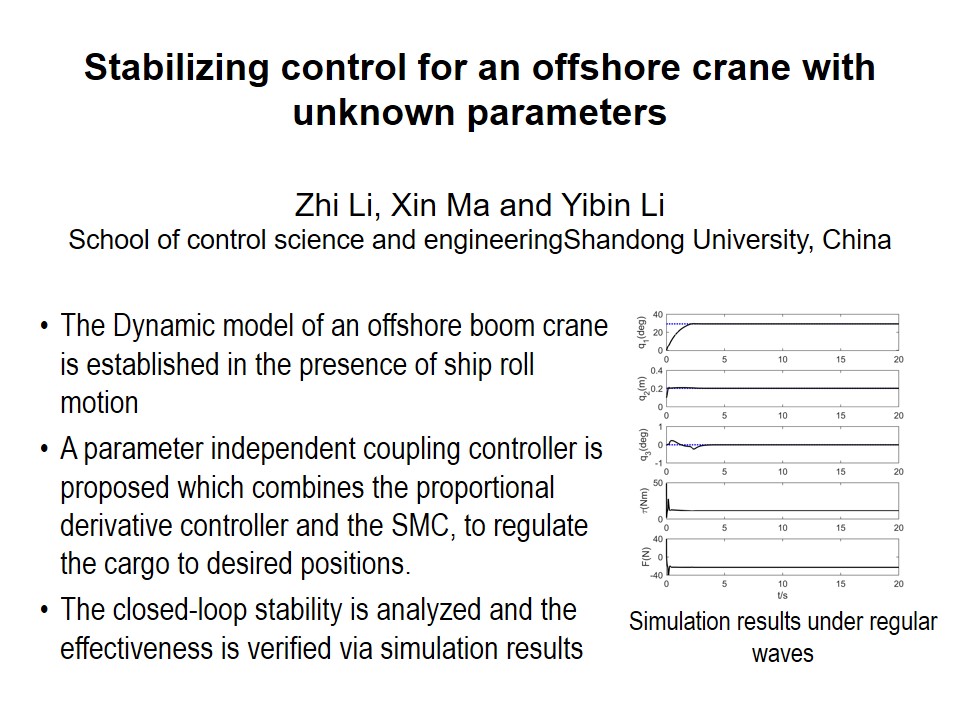 Stabilizing control for an offshore crane with
unknown parameters
Zhi Li, Xin Ma and Yibin Li
School of control science and engineeringShandong University, China
• The Dynamic model of an offshore boom crane
is established in the presence of ship roll
motion
• A parameter independent coupling controller is
proposed which combines the proportional
derivative controller and the SMC, to regulate
the cargo to desired positions.
• The closed-loop stability is analyzed and the
effectiveness is verified via simulation results
q1(deg)
40
20
0
0 5 10 15 20
q2(m)
0.4
0.2
0
0 5 10 15 20
q3(deg)
1
0
-1
0 5 10 15 20
τ(Nm)
50
0
0 5 10 15 20
F(N)
40
0
-40
0 5 10 15 20
t/s
Simulation results under regular
waves